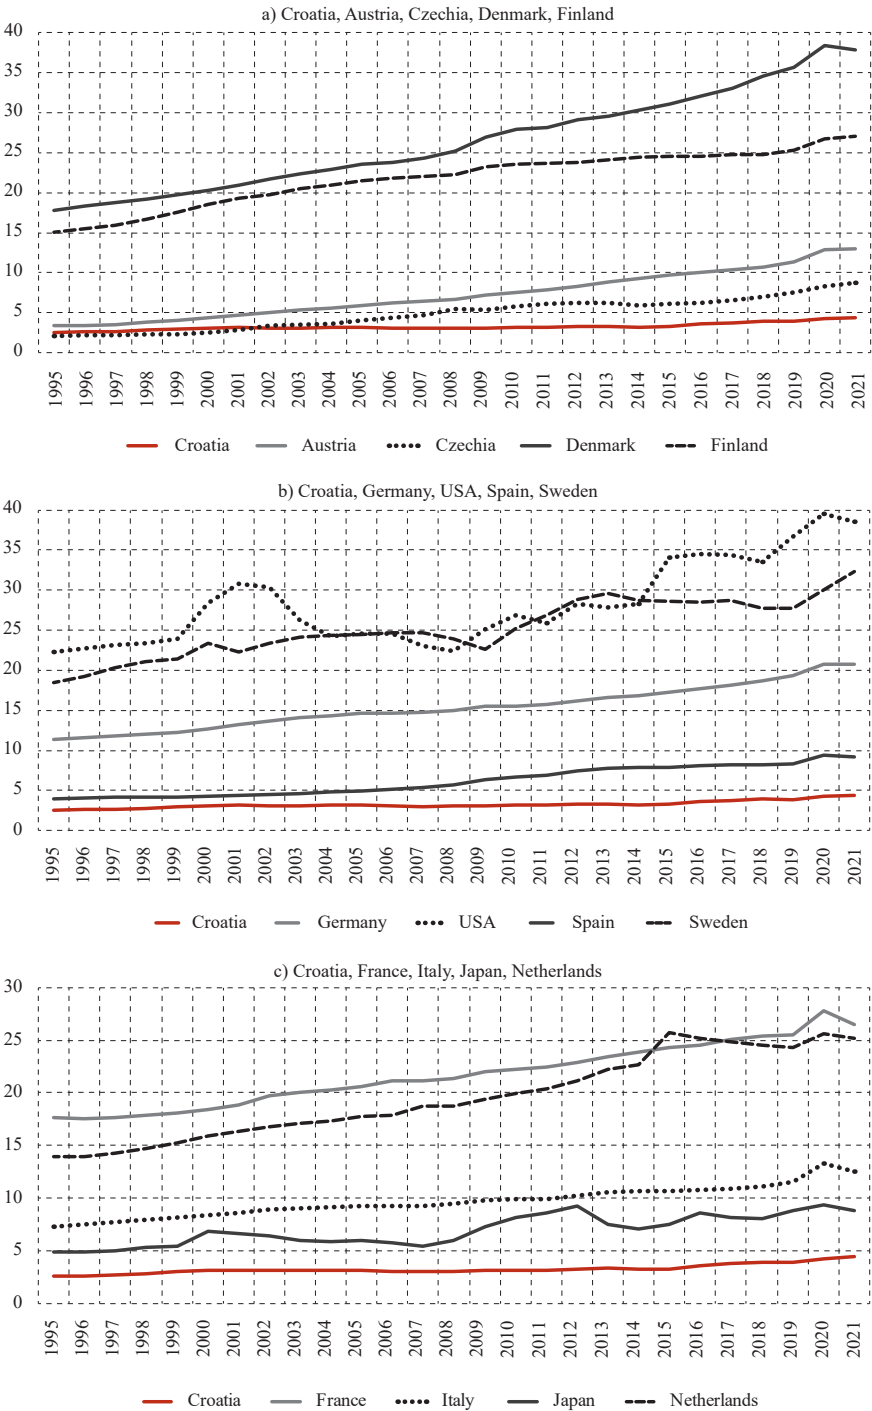 a) Croatia, Austria, Czechia, Denmark, Finland
40
35
30
25
20
15
10
5
0
1995 1996 1997 1998 1999 2000 2001 2002 2003 2004 2005 2006 2007 2008 2009 2010 2011 2012 2013 2014 2015 2016 2017 2018 2019 2020 2021
Croatia Austria Czechia Denmark Finland
b) Croatia, Germany, USA, Spain, Sweden
40
35
30
25
20
15
10
5
0
1995 1996 1997 1998 1999 2000 2001 2002 2003 2004 2005 2006 2007 2008 2009 2010 2011 2012 2013 2014 2015 2016 2017 2018 2019 2020 2021
Croatia Germany USA Spain Sweden
c) Croatia, France, Italy, Japan, Netherlands
30
25
20
15
10
5
0
1995 1996 1997 1998 1999 2000 2001 2002 2003 2004 2005 2006 2007 2008 2009 2010 2011 2012 2013 2014 2015 2016 2017 2018 2019 2020 2021
Croatia France Italy Japan Netherlands